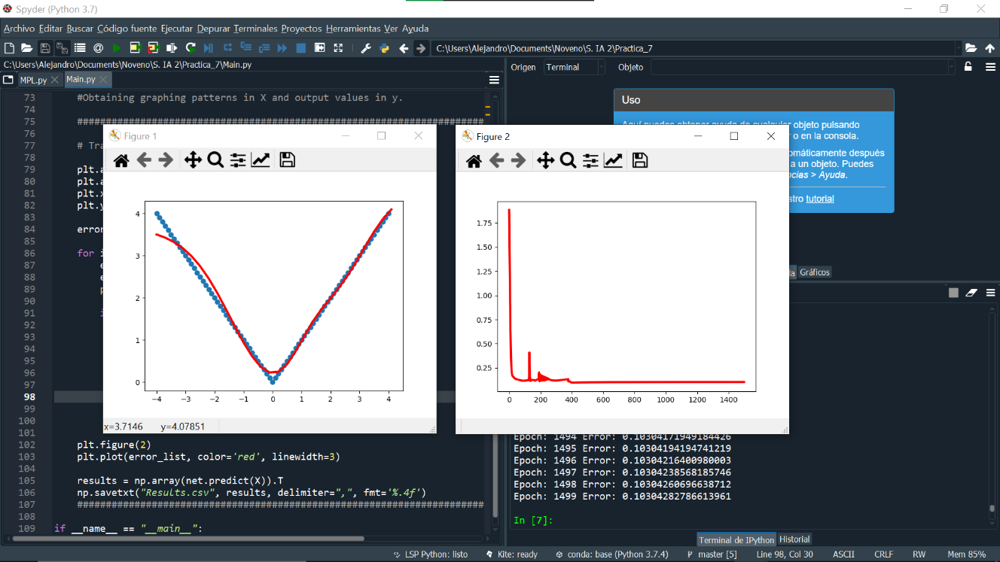 Spyder (Python 3.7)
Archivo Editar Buscar Código fuente Ejecutar Depurar Terminales Proyectos Herramientas Ver Ayuda
C:\Users\Alejandro\Documents\Noveno\S. IA 2\Practica_7
C:\Users\Alejandro\Documents\Noveno\S. IA 2\Practica_7\Main.py
MPL.py
Main.py
73 #Obtaining graphing patterns in X and output values in y.
74
75
76
77 # Tra
78
79 plt.a
80 plt.a
81 plt.x
82 plt.y
83
84 error
85
86 for i
87 e
88 e
89 p
90
91 i
92
93
94
95
96
97
98
99
100
101
102 plt.figure(2)
103 plt.plot(error_list, color='red', linewidth=3)
104
105 results = np.array(net.predict(X)).T
106 np.savetxt("Results.csv", results, delimiter=",", fmt='%.4f')
107
108
109 if __name__ == "__main__":
Figure 1
4
3
2
1
0
−4 −3 −2 −1 0 1 2 3 4
x=3.7146 y=4.07851
Figure 2
1.75
1.50
1.25
1.00
0.75
0.50
0.25
0 200 400 600 800 1000 1200 1400
Origen Terminal Objeto
Uso
objeto pulsando
o en la consola.
omáticamente después
a un objeto. Puedes
ncias > Ayuda.
stro tutorial
Gráficos
Epoch: 1494 Error: 0.10304171949184426
Epoch: 1495 Error: 0.10304194194741219
Epoch: 1496 Error: 0.10304216400980003
Epoch: 1497 Error: 0.10304238568185746
Epoch: 1498 Error: 0.10304260696638712
Epoch: 1499 Error: 0.10304282786613961
In [7]:
Terminal de IPython Historial
LSP Python: listo Kite: ready conda: base (Python 3.7.4) master [5] Line 98, Col 30 ASCII CRLF RW Mem 85%